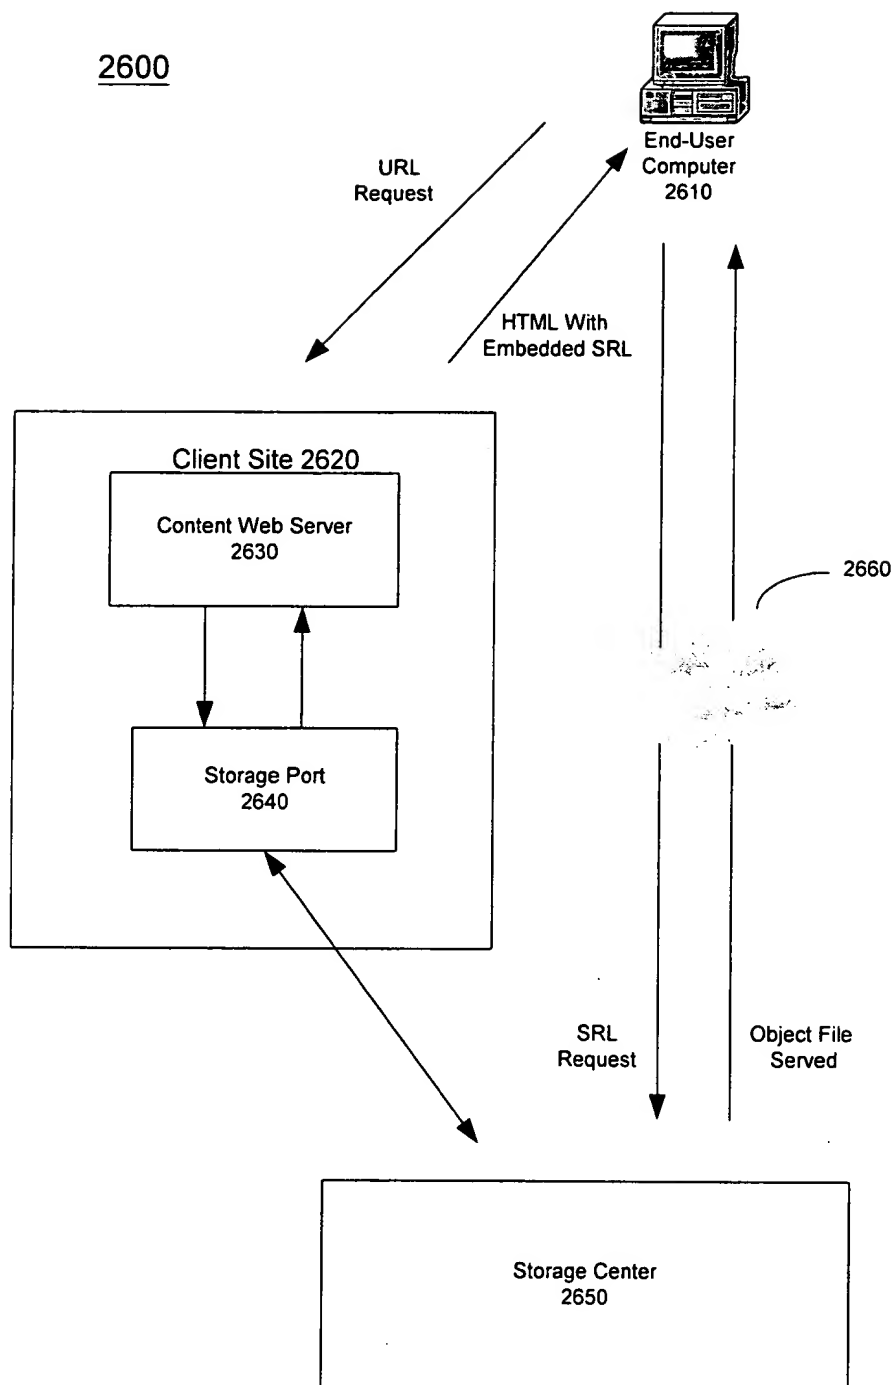 2600
End-User
Computer
2610
URL
Request
HTML With
Embedded SRL
Client Site 2620
Content Web Server
2630
2660
Storage Port
2640
SRL
Request
Object File
Served
Storage Center
2650